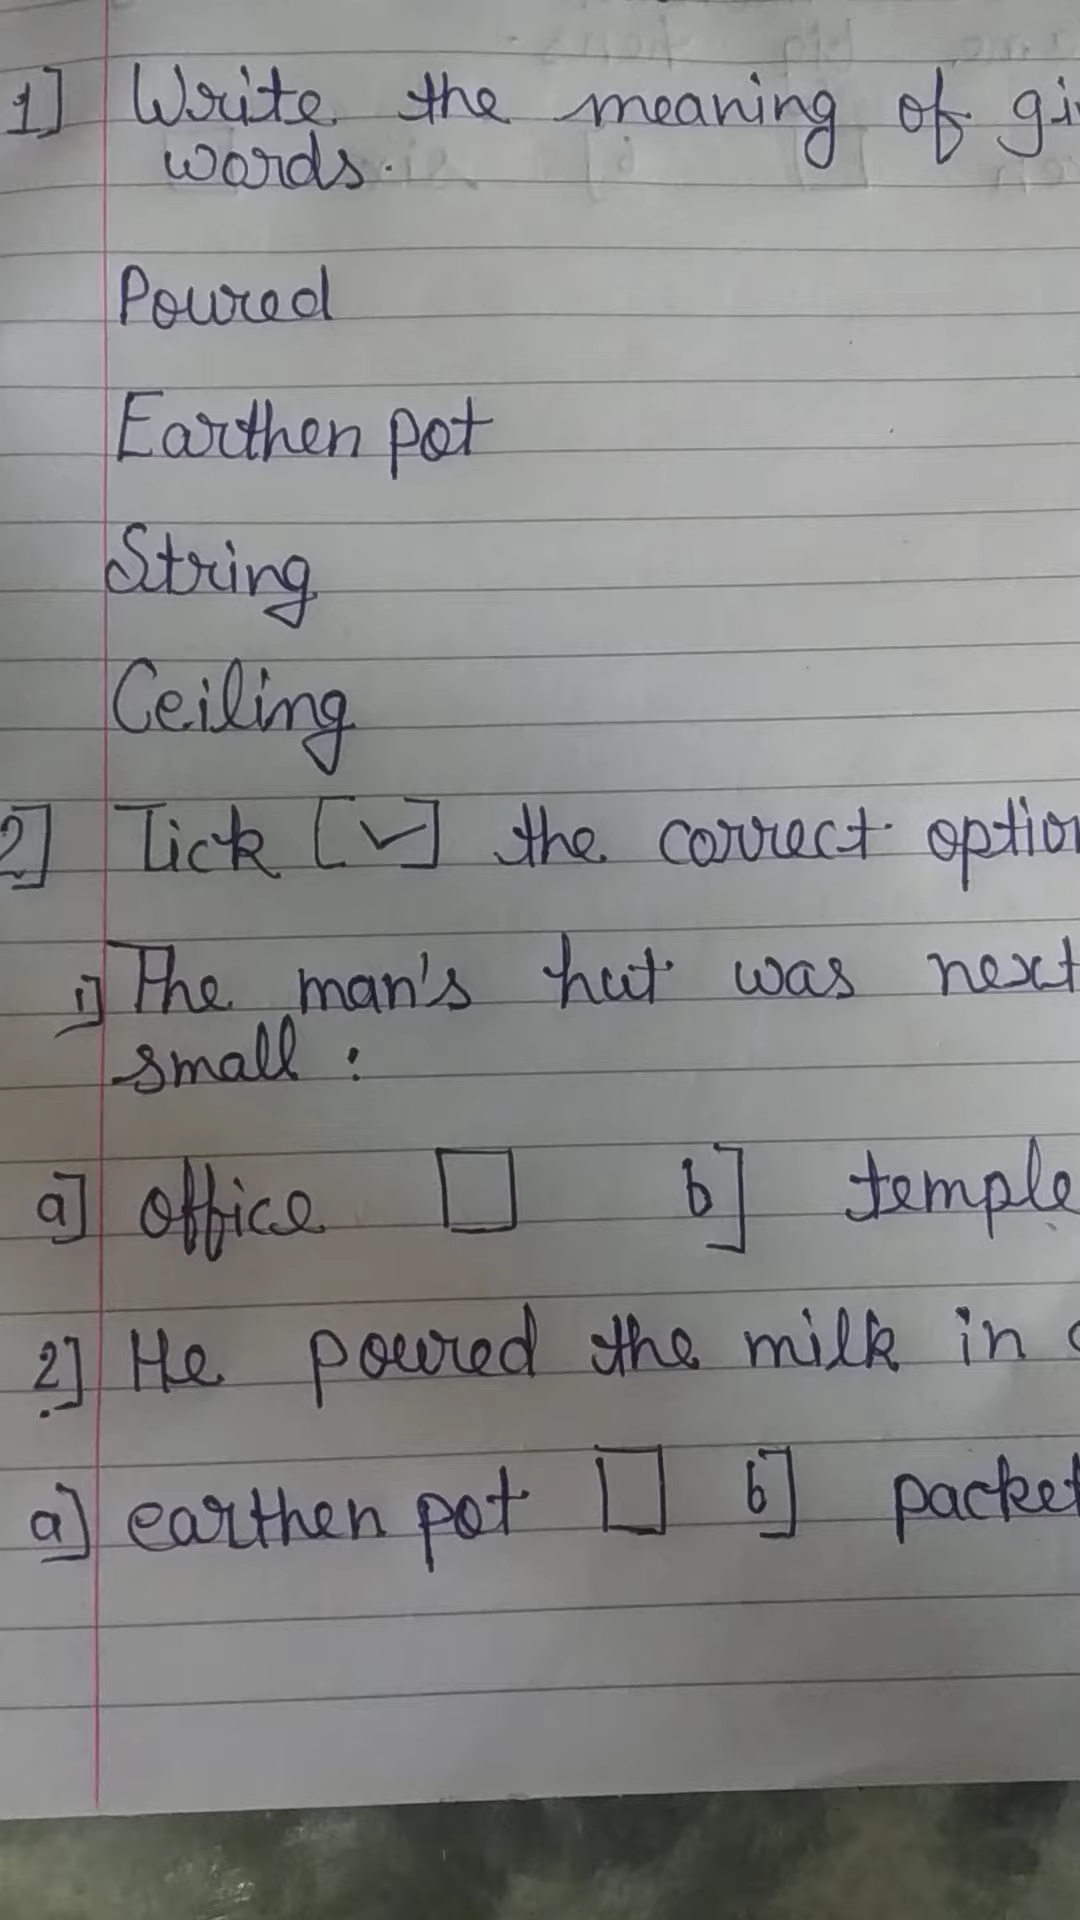 1] Write the meaning of gi
words.
Poured
Earthen pot
String
Ceiling
2] Tick [✓] the correct option
i] The man's hut was next
small :
a] office □ b] temple
2] He poured the milk in
a] earthen pot □ b] packet